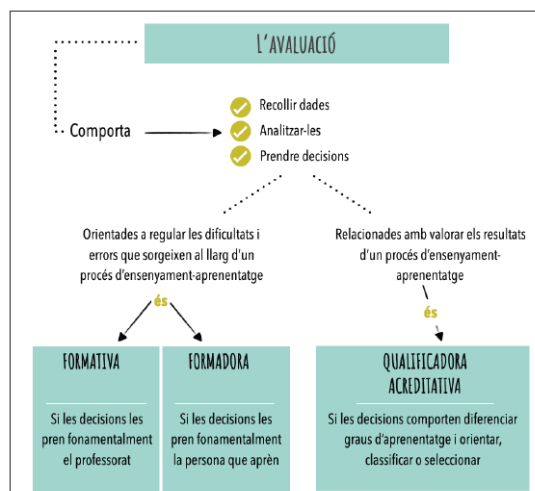 L'AVALUACIÓ
Comporta
Recollir dades
Analitzar-les
Prendre decisions
Orientades a regular les dificultats i
errors que sorgeixen al llarg d'un
procés d'ensenyament-aprenentatge
és
Relacionades amb valorar els resultats
d'un procés d'ensenyament-
aprenentatge
és
FORMATIVA
Si les decisions les
pren fonamentalment
el professorat
FORMADORA
Si les decisions les
pren fonamentalment
la persona que aprèn
QUALIFICADORA
ACREDITATIVA
Si les decisions comporten diferenciar
graus d'aprenentatge i orientar,
classificar o seleccionar